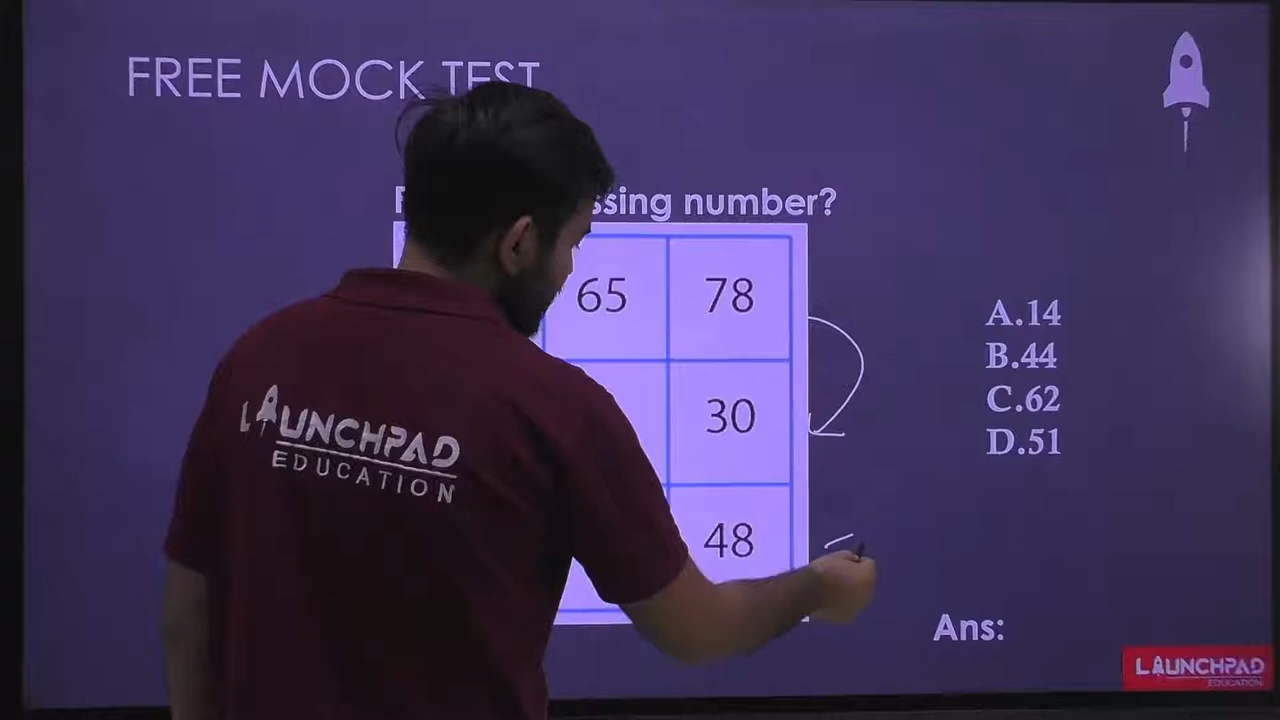 FREE MOCK TEST
ssing number?
65 78
30
48
A.14
B.44
C.62
D.51
Ans:
LAUNCHPAD
EDUCATION
LAUNCHPAD
EDUCATION